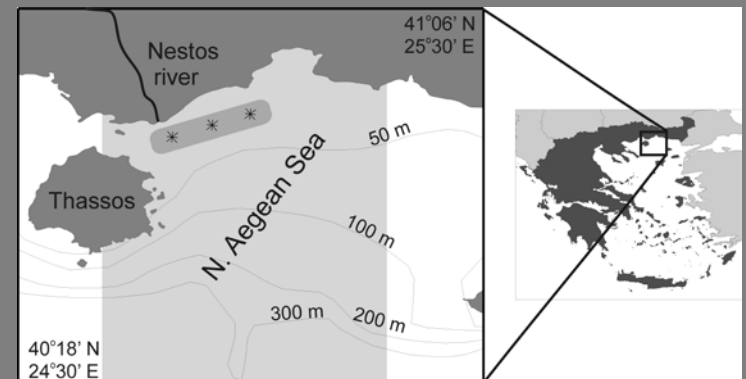 41°06' N
25°30' E
Nestos
river
50 m
Thassos
N. Aegean Sea
100 m
300 m
200 m
40°18' N
24°30' E